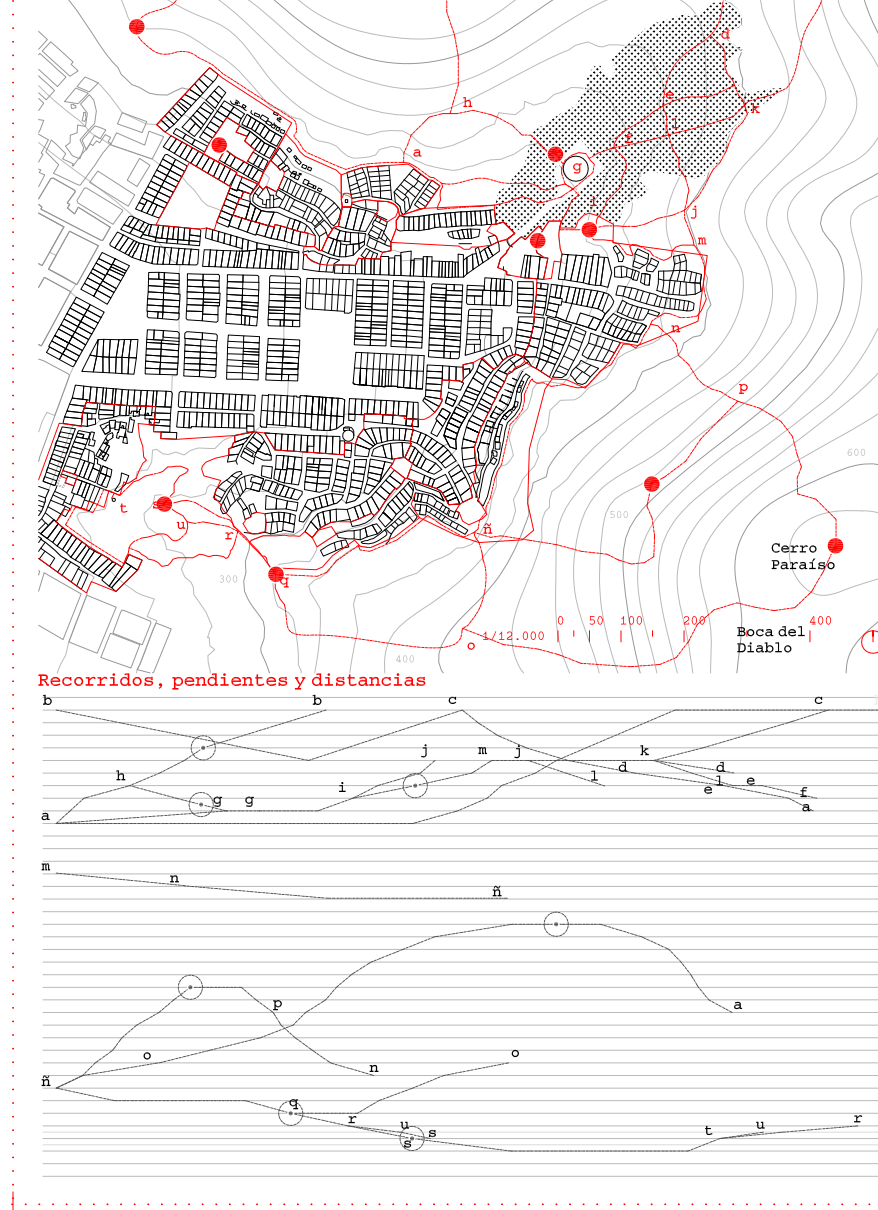 d
e
k
h
l
f
a
g
i
j
m
n
p
600
500
s
t
u
ñ
r
Cerro
Paraíso
q
300
0 50 100 200 400
1/12.000
Boca del
Diablo
o
400
Recorridos, pendientes y distancias
b b c c
j m j k
h i l d d
g g e l e f
a a
m
n
ñ
p a
o o
n
ñ
q
r u s t u r
s